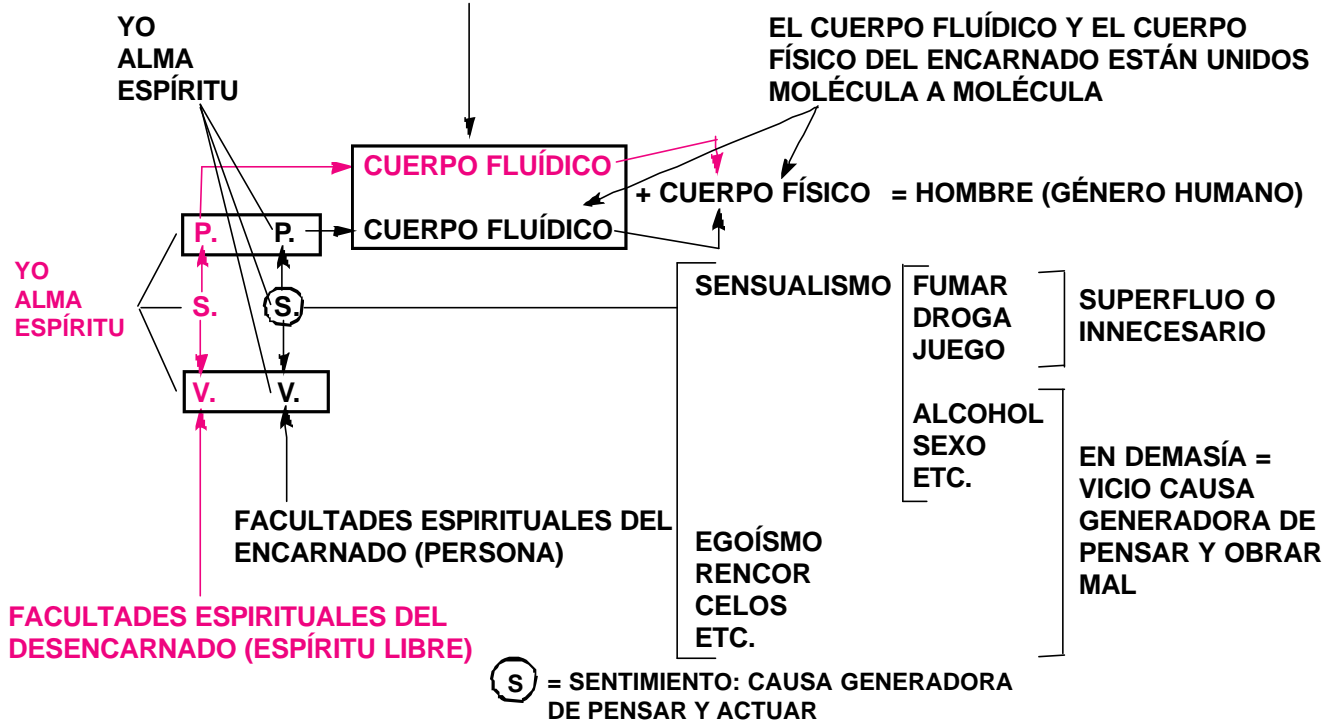 YO
ALMA
ESPÍRITU
EL CUERPO FLUÍDICO Y EL CUERPO
FÍSICO DEL ENCARNADO ESTÁN UNIDOS
MOLÉCULA A MOLÉCULA
CUERPO FLUÍDICO
+ CUERPO FÍSICO = HOMBRE (GÉNERO HUMANO)
P. P. CUERPO FLUÍDICO
YO
ALMA
ESPÍRITU
S. S.
V. V.
SENSUALISMO
FUMAR
DROGA
JUEGO
SUPERFLUO O
INNECESARIO
ALCOHOL
SEXO
ETC.
EN DEMASÍA =
VICIO CAUSA
GENERADORA DE
PENSAR Y OBRAR
MAL
FACULTADES ESPIRITUALES DEL
ENCARNADO (PERSONA)
EGOÍSMO
RENCOR
CELOS
ETC.
FACULTADES ESPIRITUALES DEL
DESENCARNADO (ESPÍRITU LIBRE)
S = SENTIMIENTO: CAUSA GENERADORA
DE PENSAR Y ACTUAR